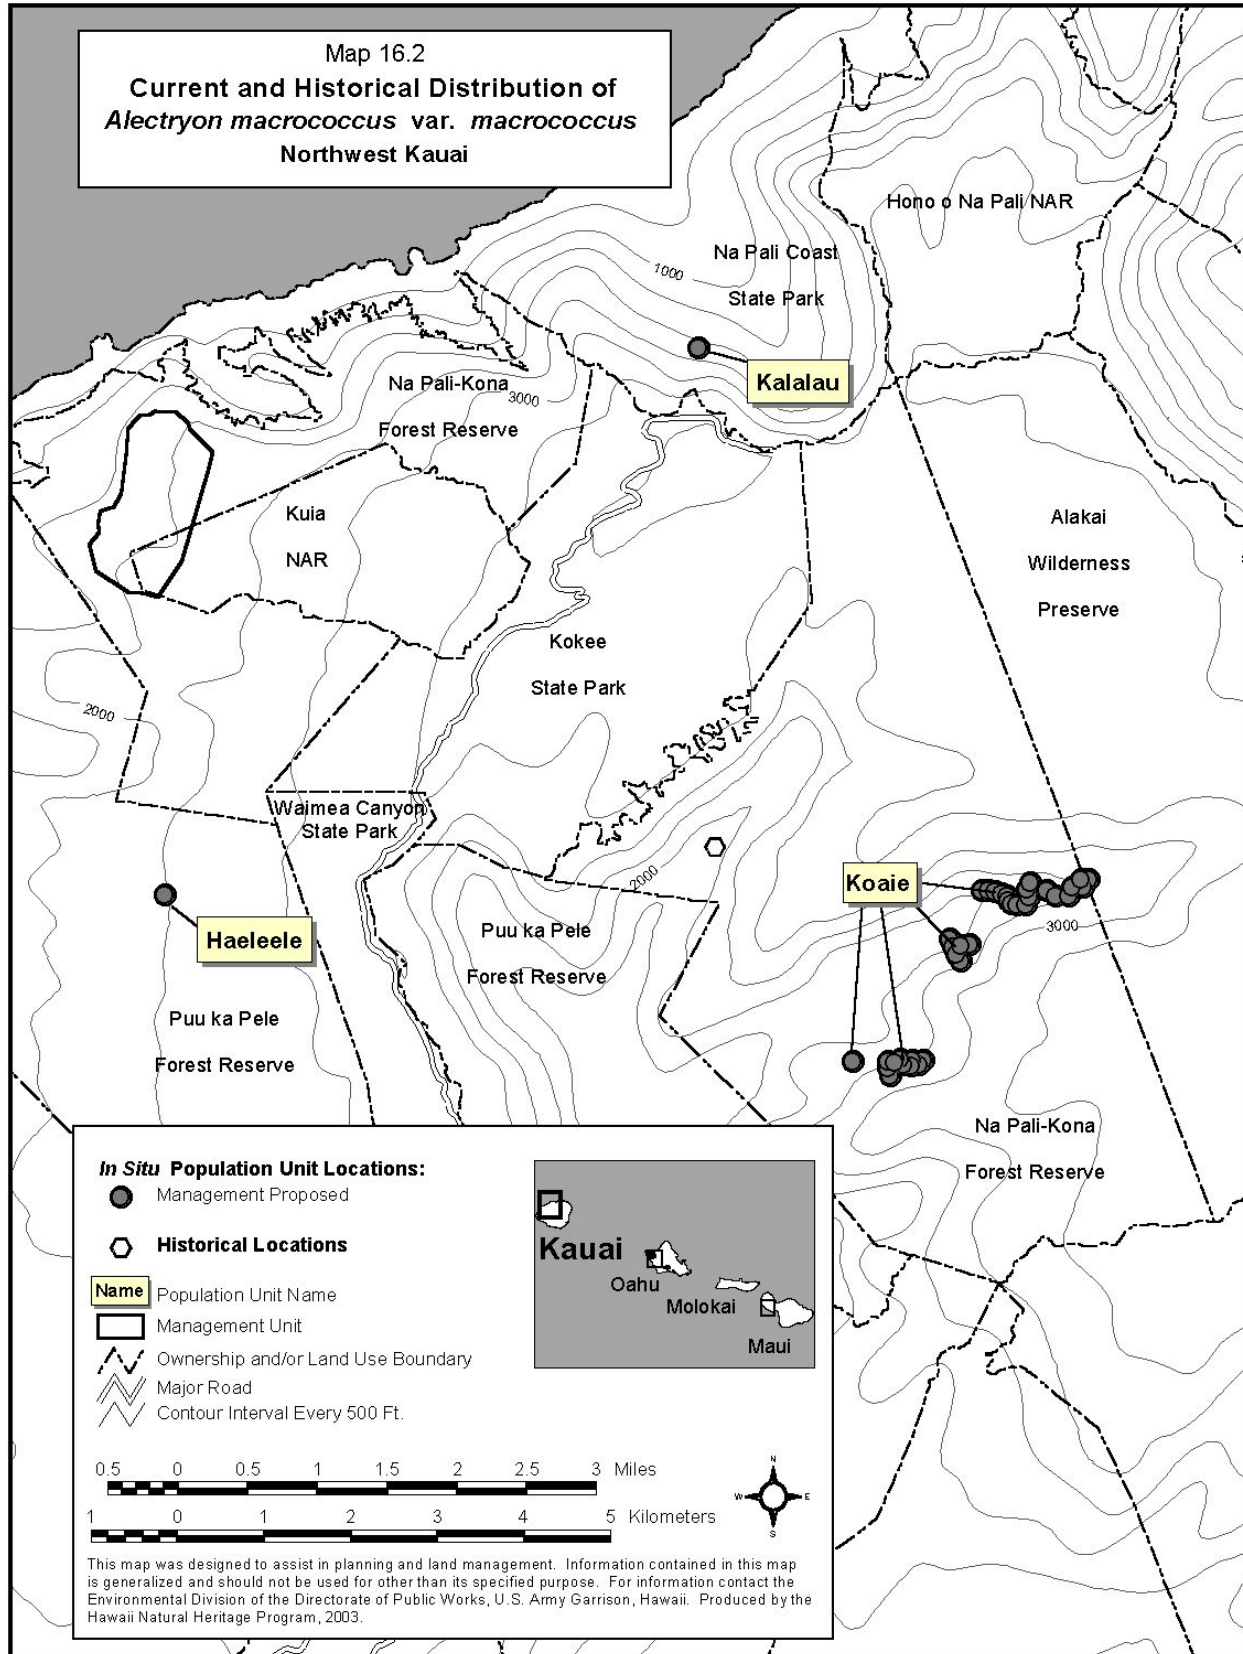 Map 16.2
Current and Historical Distribution of
Alectryon macrococcus var. macrococcus
Northwest Kauai
Hono o Na Pali NAR
Na Pali Coast
State Park
1000
Kalalau
Na Pali-Kona
Forest Reserve
3000
Kuia
NAR
Alakai
Wilderness
Preserve
Kokee
State Park
2000
Waimea Canyon
State Park
2000
Koaie
3000
Haeleele
Puu ka Pele
Forest Reserve
Puu ka Pele
Forest Reserve
Na Pali-Kona
Forest Reserve
In Situ Population Unit Locations:
Management Proposed
Historical Locations
Name Population Unit Name
Management Unit
Ownership and/or Land Use Boundary
Major Road
Contour Interval Every 500 Ft.
Kauai
Oahu
Molokai
Maui
0.5 0 0.5 1 1.5 2 2.5 3 Miles
1 0 1 2 3 4 5 Kilometers
N
W E
S
This map was designed to assist in planning and land management. Information contained in this map
is generalized and should not be used for other than its specified purpose. For information contact the
Environmental Division of the Directorate of Public Works, U.S. Army Garrison, Hawaii. Produced by the
Hawaii Natural Heritage Program, 2003.